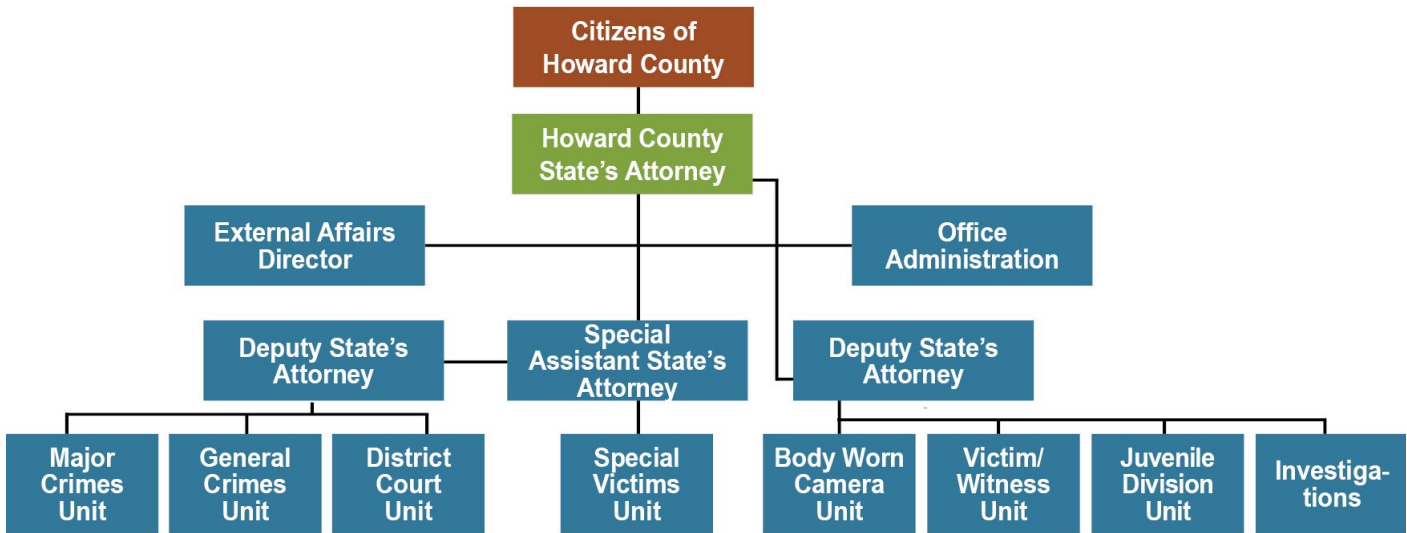 Citizens of
Howard County
Howard County
State’s Attorney
External Affairs
Director
Office
Administration
Deputy State’s
Attorney
Special
Assistant State’s
Attorney
Deputy State’s
Attorney
Major
Crimes
Unit
General
Crimes
Unit
District
Court
Unit
Special
Victims
Unit
Body Worn
Camera
Unit
Victim/
Witness
Unit
Juvenile
Division
Unit
Investiga-
tions